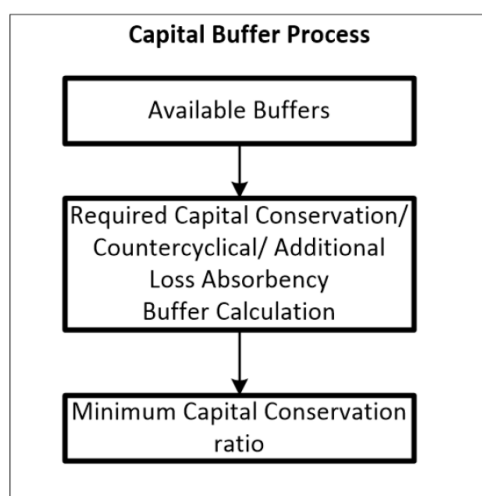 Capital Buffer Process
Available Buffers
Required Capital Conservation/
Countercyclical/ Additional
Loss Absorbency
Buffer Calculation
Minimum Capital Conservation
ratio